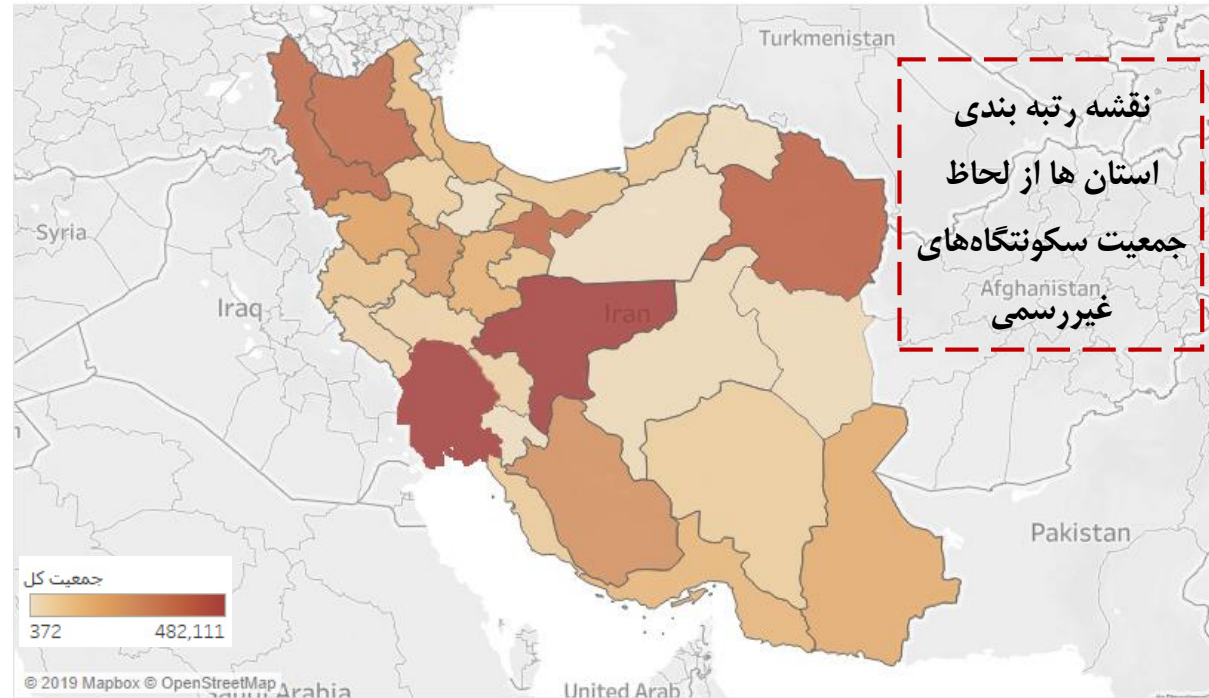 Turkmenistan
نقشه رتبه بندی
استان ها از لحاظ
جمعیت سکونتگاه‌های
غیررسمی
Syria
Iraq
Iran
Afghanistan
Pakistan
جمعیت کل
372 482,111
© 2019 Mapbox © OpenStreetMap
Saudi Arabia
United Arab